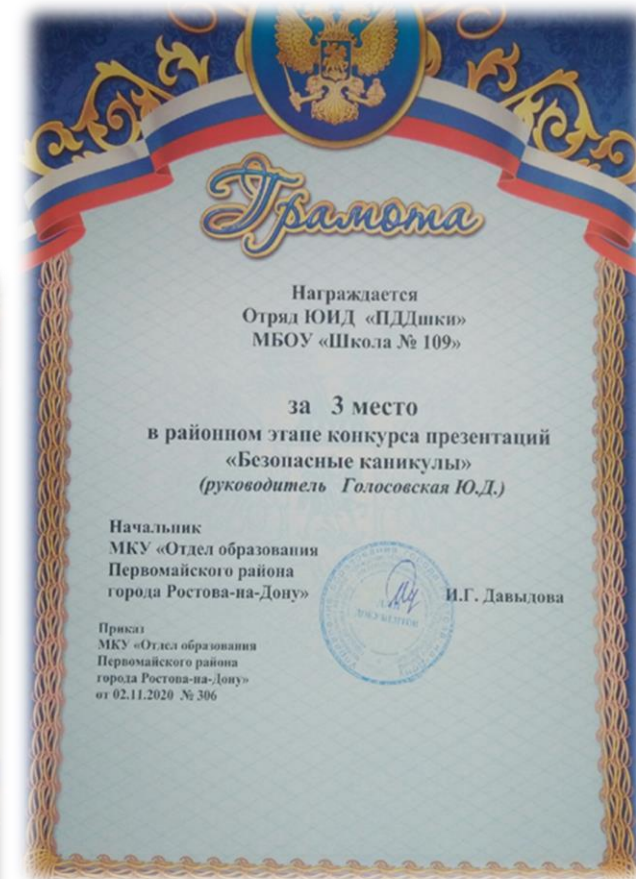 Грамота
Награждается
Отряд ЮИД «ПДДшки»
МБОУ «Школа № 109»
за 3 место
в районном этапе конкурса презентаций
«Безопасные каникулы»
(руководитель Голосовская Ю.Д.)
Начальник
МКУ «Отдел образования
Первомайского района
города Ростова-на-Дону»
И.Г. Давыдова
ДЛЯ
ДОКУМЕНТОВ
Приказ
МКУ «Отдел образования
Первомайского района
города Ростова-на-Дону»
от 02.11.2020 № 306